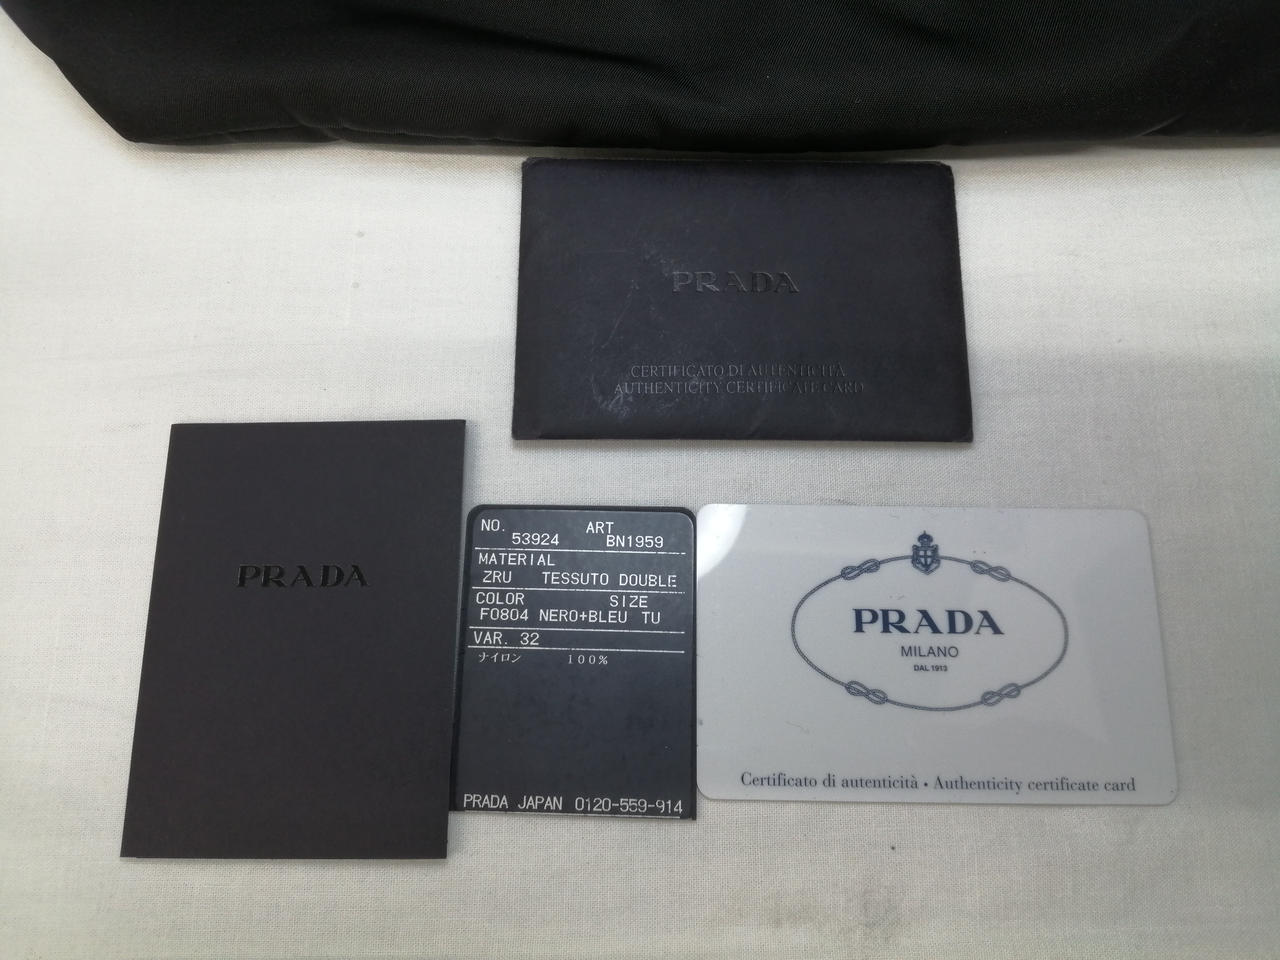 PRADA
CERTIFICATO DI AUTENTICITÀ
AUTHENTICITY CERTIFICATE CARD
PRADA
NO. ART
53924 BN1959
MATERIAL
ZRU TESSUTO DOUBLE
COLOR SIZE
F0804 NERO+BLEU TU
VAR. 32
ナイロン 100%
PRADA JAPAN 0120-559-914
PRADA
MILANO
DAL 1913
Certificato di autenticità • Authenticity certificate card